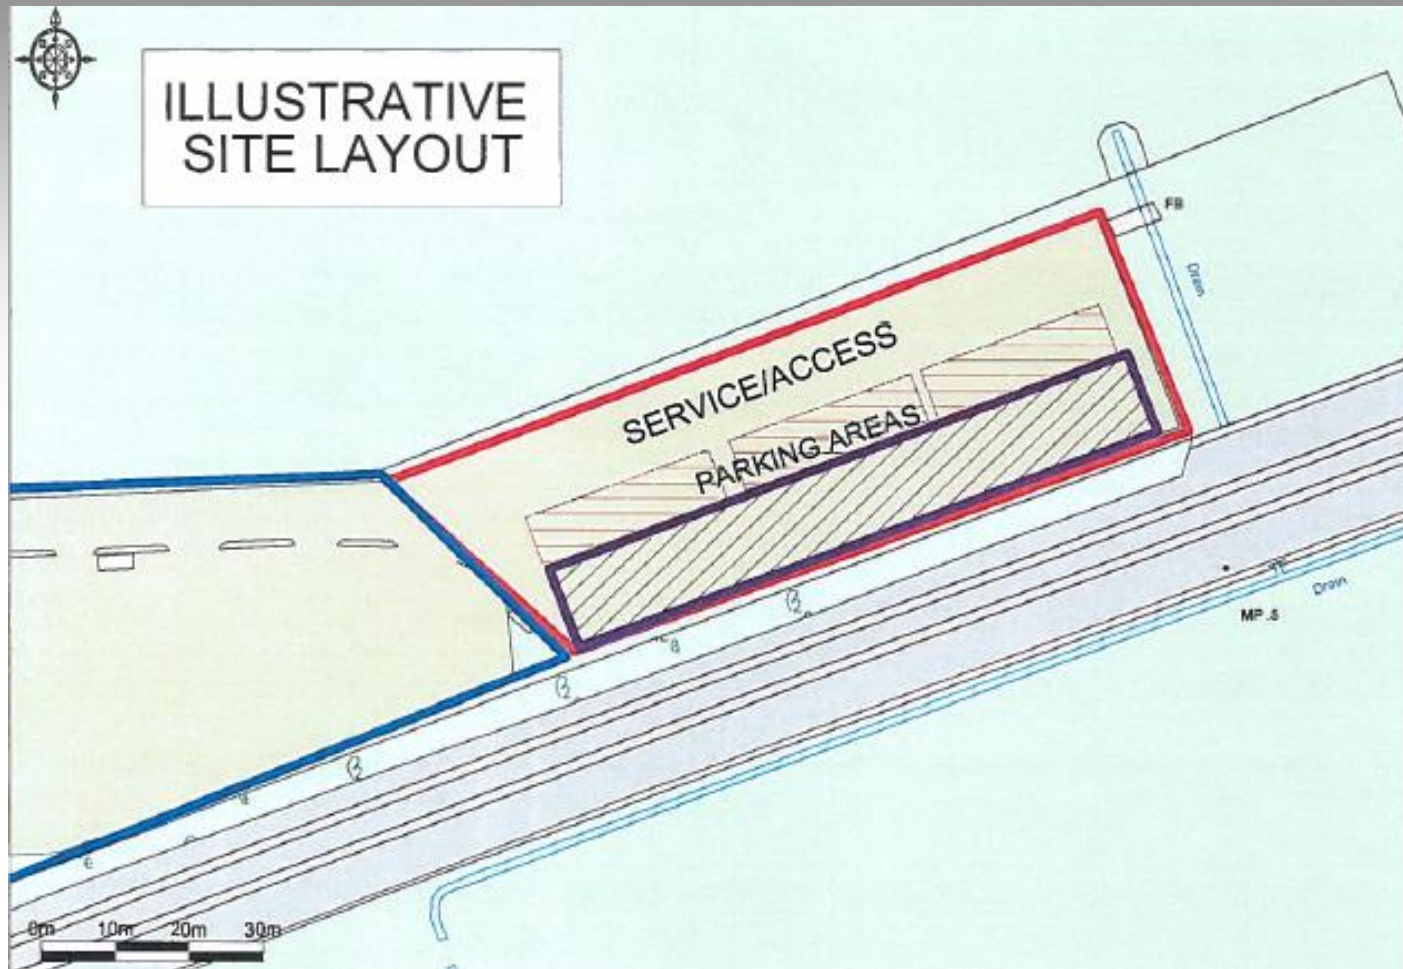 ILLUSTRATIVE
SITE LAYOUT
FB
Drain
SERVICE/ACCESS
PARKING AREAS
Drain
MP .5
0m 10m 20m 30m